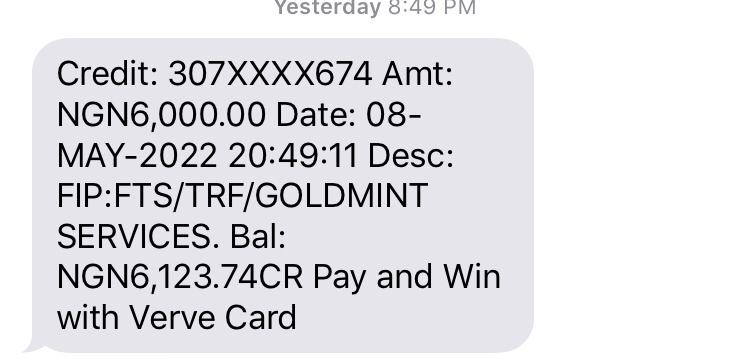 Yesterday 8:49 PM
Credit: 307XXXX674 Amt:
NGN6,000.00 Date: 08-
MAY-2022 20:49:11 Desc:
FIP:FTS/TRF/GOLDMINT
SERVICES. Bal:
NGN6,123.74CR Pay and Win
with Verve Card